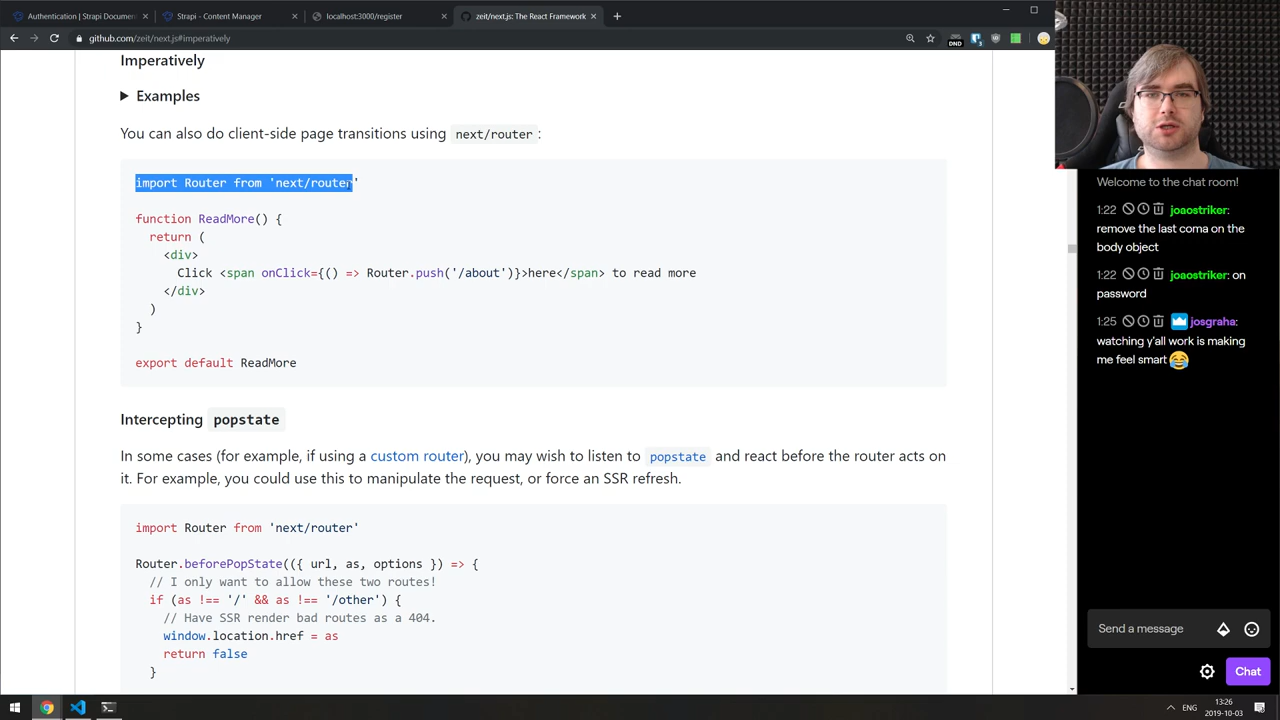 Authentication | Strapi Documen
Strapi - Content Manager
localhost:3000/register
zeit/next.js: The React Framework
github.com/zeit/next.js#imperatively
DND
Imperatively
Examples
You can also do client-side page transitions using next/router :
import Router from 'next/router'
function ReadMore() {
return (
<div>
Click <span onClick={() => Router.push('/about')}>here</span> to read more
</div>
)
}
export default ReadMore
Intercepting popstate
In some cases (for example, if using a custom router), you may wish to listen to popstate and react before the router acts on
it. For example, you could use this to manipulate the request, or force an SSR refresh.
import Router from 'next/router'
Router.beforePopState(({ url, as, options }) => {
// I only want to allow these two routes!
if (as !== '/' && as !== '/other') {
// Have SSR render bad routes as a 404.
window.location.href = as
return false
}
Welcome to the chat room!
1:22 joaostriker:
remove the last coma on the
body object
1:22 joaostriker: on
password
1:25 josgraha:
watching y'all work is making
me feel smart 😂
Send a message
Chat
ENG
13:26
2019-10-03